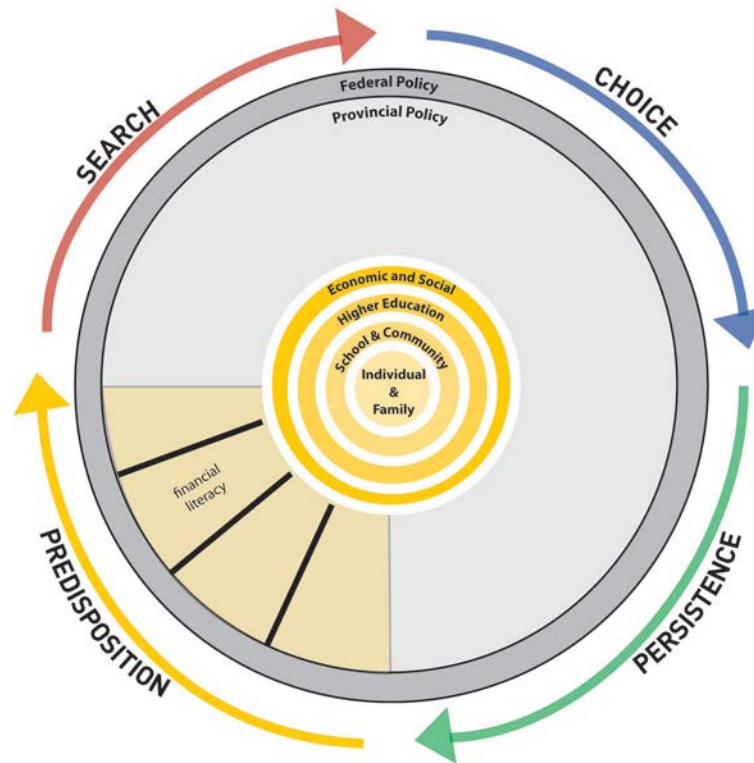 SEARCH
CHOICE
Federal Policy
Provincial Policy
Economic and Social
Higher Education
School & Community
Individual
&
Family
financial
literacy
PREDISPOSITION
PERSISTENCE